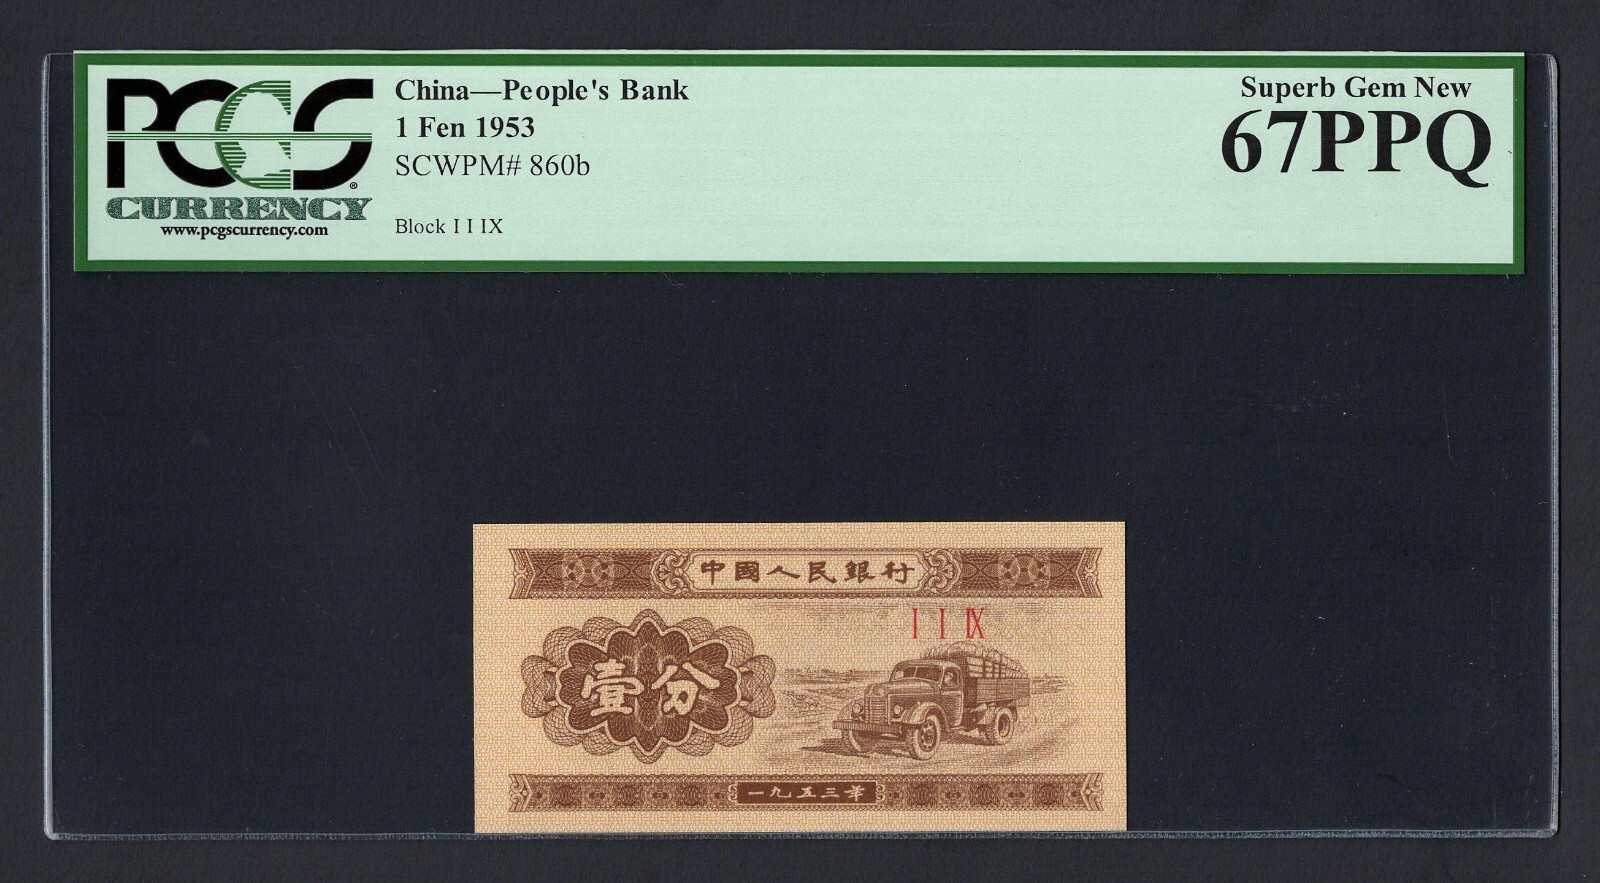 PCGS
CURRENCY
www.pcgscurrency.com
China—People's Bank
1 Fen 1953
SCWPM# 860b
Block I I IX
Superb Gem New
67PPQ
中國人民銀行
I I IX
壹分
一九五三年